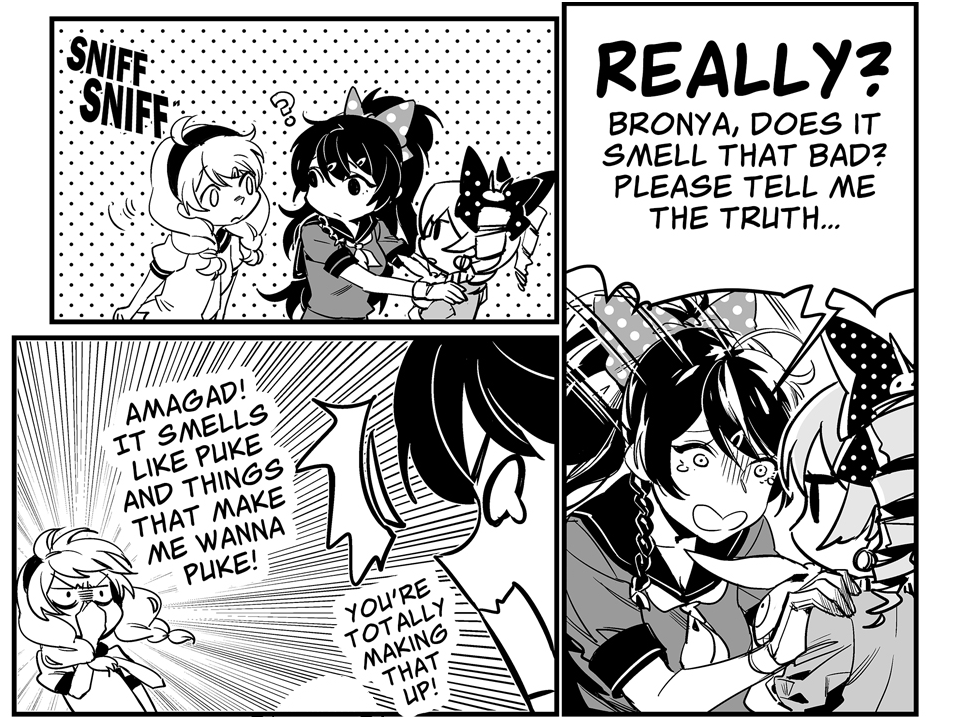 SNIFF
SNIFF
?
AMAGAD!
IT SMELLS
LIKE PUKE
AND THINGS
THAT MAKE
ME WANNA
PUKE!
YOU'RE
TOTALLY
MAKING
THAT
UP!
REALLY?
BRONYA, DOES IT
SMELL THAT BAD?
PLEASE TELL ME
THE TRUTH...